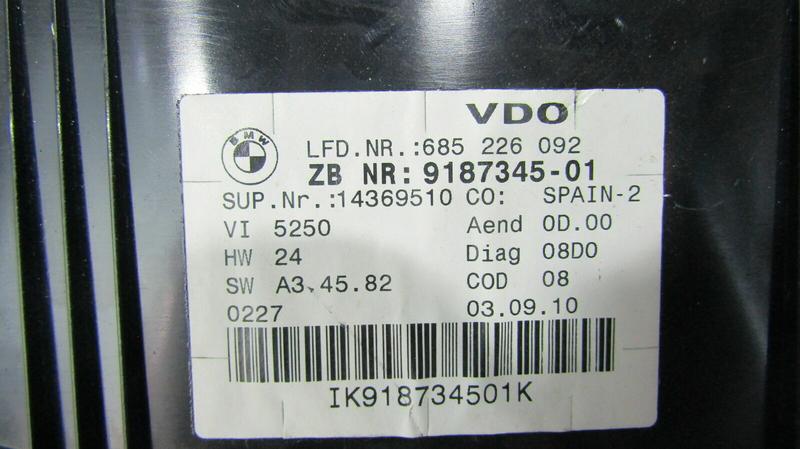 VDO
BMW
LFD.NR.:685 226 092
ZB NR: 9187345-01
SUP.Nr.:14369510 CO: SPAIN-2
VI 5250 Aend 0D.00
HW 24 Diag 08D0
SW A3.45.82 COD 08
0227 03.09.10
IK918734501K